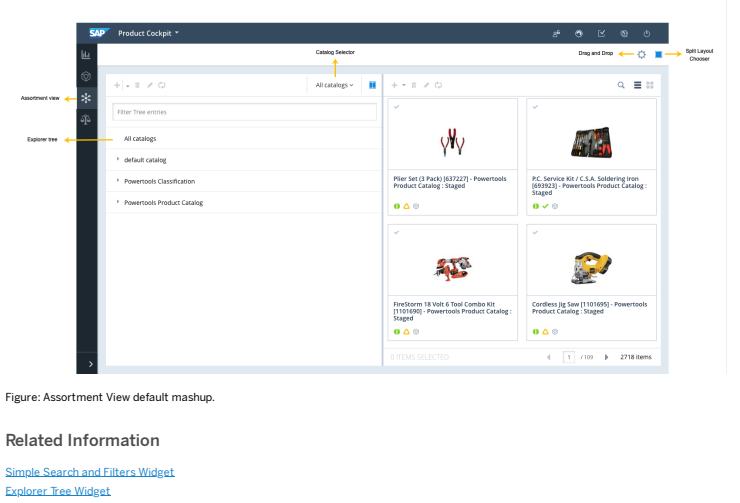 SAP Product Cockpit
Catalog Selector
Drag and Drop
Split Layout
Chooser
All catalogs
Assortment view
Filter Tree entries
Explorer tree
All catalogs
default catalog
Powertools Classification
Powertools Product Catalog
Plier Set (3 Pack) [637227] - Powertools
Product Catalog : Staged
P.C. Service Kit / C.S.A. Soldering Iron
[693923] - Powertools Product Catalog :
Staged
FireStorm 18 Volt 6 Tool Combo Kit
[1101690] - Powertools Product Catalog :
Staged
Cordless Jig Saw [1101695] - Powertools
Product Catalog : Staged
0 ITEMS SELECTED
1 / 109 2718 items
Figure: Assortment View default mashup.
Related Information
Simple Search and Filters Widget
Explorer Tree Widget